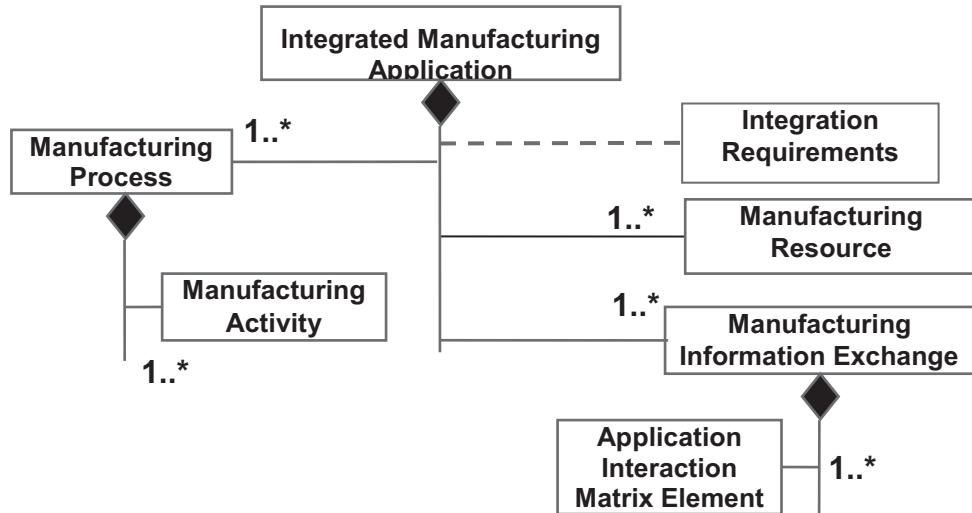 Integrated Manufacturing
Application
1..*
Manufacturing
Process
Integration
Requirements
1..*
Manufacturing
Resource
Manufacturing
Activity
1..*
1..*
Manufacturing
Information Exchange
Application
Interaction
Matrix Element
1..*